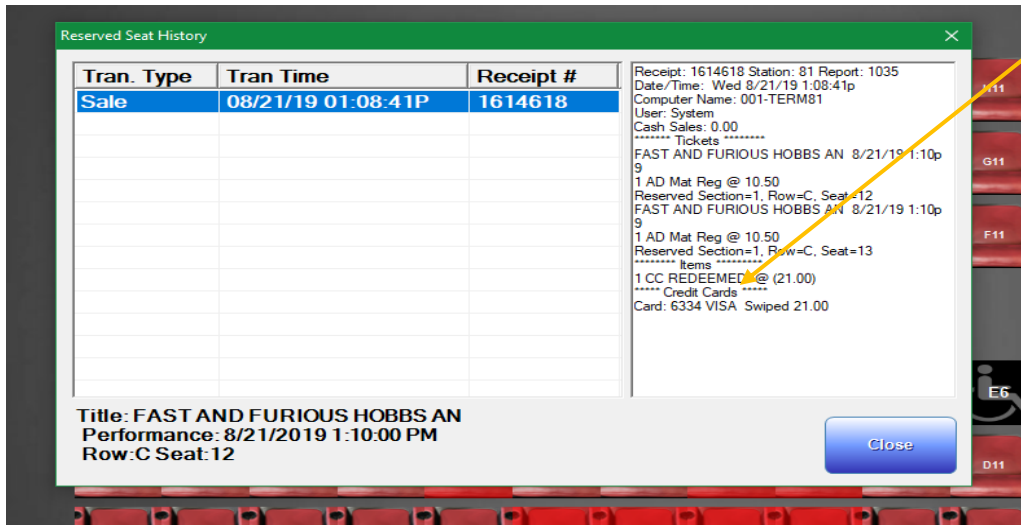 Reserved Seat History
Tran. Type Tran Time Receipt #
Sale 08/21/19 01:08:41P 1614618
Receipt: 1614618 Station: 81 Report: 1035
Date/Time: Wed 8/21/19 1:08:41p
Computer Name: 001-TERM81
User: System
Cash Sales: 0.00
******* Tickets ********
FAST AND FURIOUS HOBBS AN 8/21/19 1:10p
9
1 AD Mat Reg @ 10.50
Reserved Section=1, Row=C, Seat=12
FAST AND FURIOUS HOBBS AN 8/21/19 1:10p
9
1 AD Mat Reg @ 10.50
Reserved Section=1, Row=C, Seat=13
******** Items *********
1 CC REDEEMED @ (21.00)
***** Credit Cards *****
Card: 6334 VISA Swiped 21.00
Title: FAST AND FURIOUS HOBBS AN
Performance: 8/21/2019 1:10:00 PM
Row:C Seat:12
Close
G11
F11
E6
D11